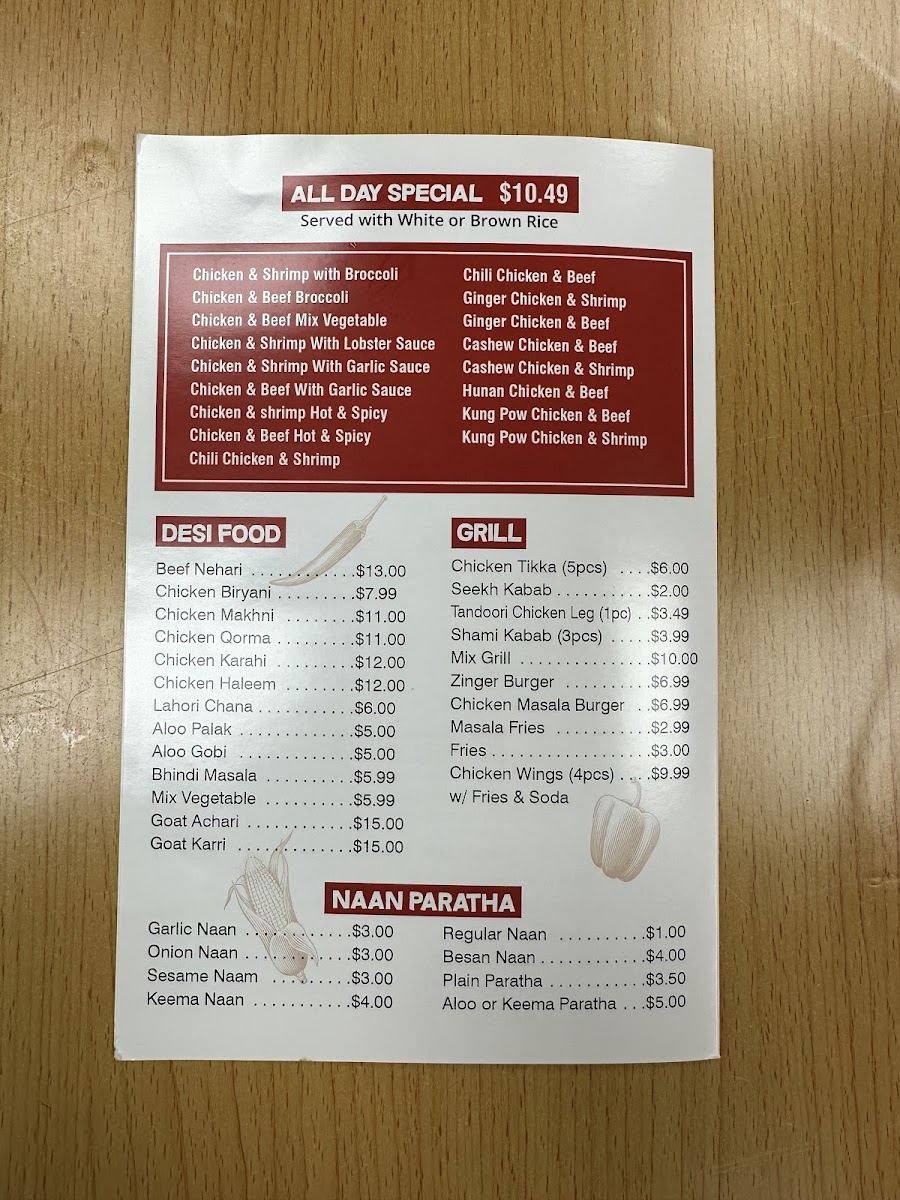 ALL DAY SPECIAL $10.49
Served with White or Brown Rice
Chicken & Shrimp with Broccoli
Chicken & Beef Broccoli
Chicken & Beef Mix Vegetable
Chicken & Shrimp With Lobster Sauce
Chicken & Shrimp With Garlic Sauce
Chicken & Beef With Garlic Sauce
Chicken & shrimp Hot & Spicy
Chicken & Beef Hot & Spicy
Chili Chicken & Shrimp
Chili Chicken & Beef
Ginger Chicken & Shrimp
Ginger Chicken & Beef
Cashew Chicken & Beef
Cashew Chicken & Shrimp
Hunan Chicken & Beef
Kung Pow Chicken & Beef
Kung Pow Chicken & Shrimp
DESI FOOD
Beef Nehari ............$13.00
Chicken Biryani .........$7.99
Chicken Makhni ........$11.00
Chicken Qorma .........$11.00
Chicken Karahi .........$12.00
Chicken Haleem ........$12.00
Lahori Chana ...........$6.00
Aloo Palak .............$5.00
Aloo Gobi .............$5.00
Bhindi Masala ..........$5.99
Mix Vegetable ..........$5.99
Goat Achari ............$15.00
Goat Karri .............$15.00
GRILL
Chicken Tikka (5pcs) ....$6.00
Seekh Kabab ...........$2.00
Tandoori Chicken Leg (1pc) ..$3.49
Shami Kabab (3pcs) .....$3.99
Mix Grill ...............$10.00
Zinger Burger ..........$6.99
Chicken Masala Burger ..$6.99
Masala Fries ...........$2.99
Fries ..................$3.00
Chicken Wings (4pcs) ....$9.99
w/ Fries & Soda
NAAN PARATHA
Garlic Naan ............$3.00
Onion Naan ............$3.00
Sesame Naam .........$3.00
Keema Naan ...........$4.00
Regular Naan ..........$1.00
Besan Naan ............$4.00
Plain Paratha ...........$3.50
Aloo or Keema Paratha ...$5.00